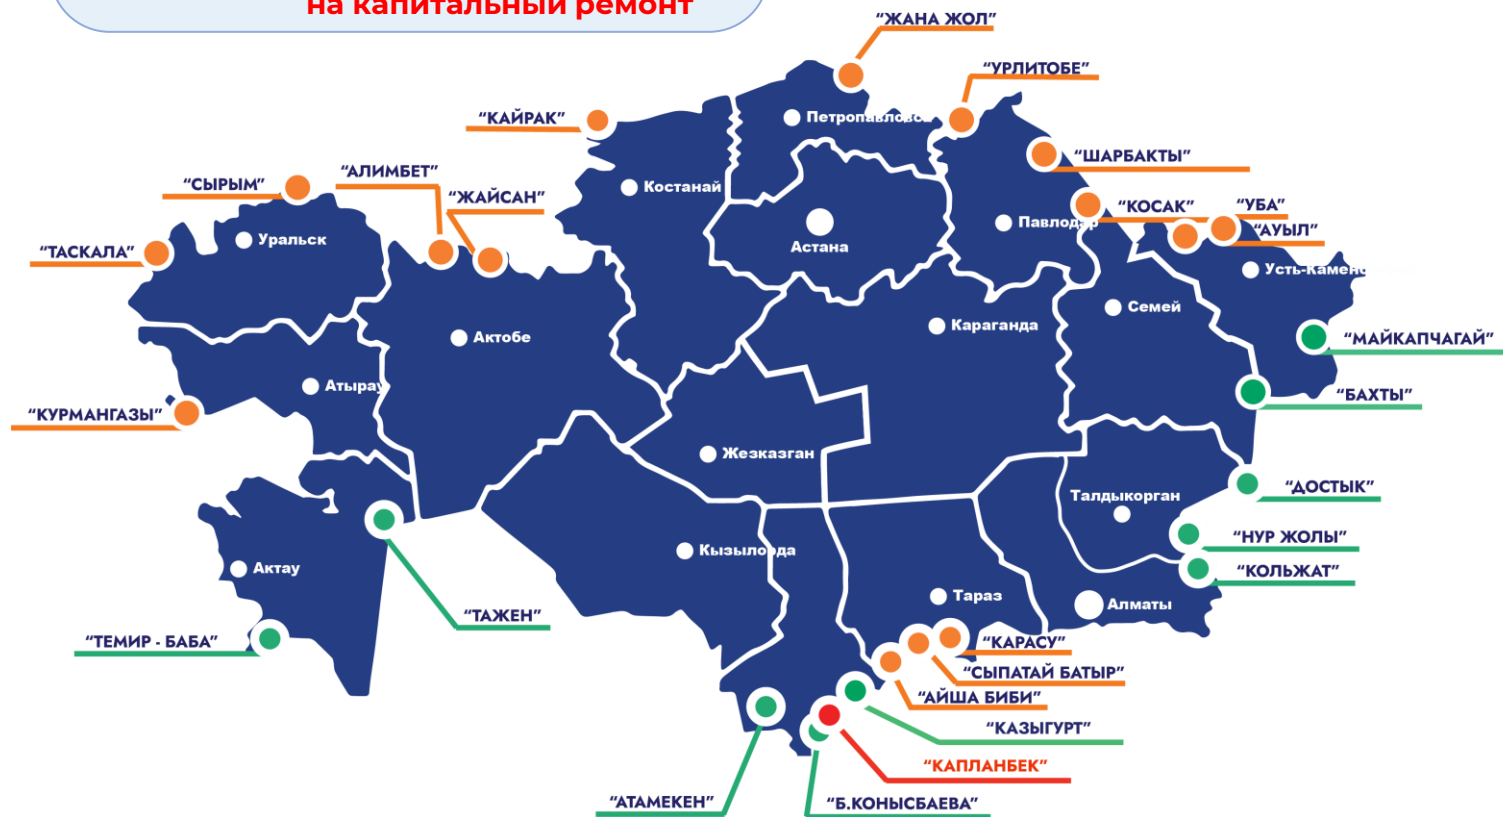 на капитальный ремонт
“ЖАНА ЖОЛ”
“УРЛИТОБЕ”
“КАЙРАК”
Петропавловс
“ШАРБАКТЫ”
“АЛИМБЕТ”
“СЫРЫМ”
Костанай
“ЖАЙСАН”
“КОСАК”
“УБА”
Павлодар
“АУЫЛ”
Уральск
Астана
“ТАСКАЛА”
Усть-Камено
Семей
Караганда
Актобе
“МАЙКАПЧАГАЙ”
Атырау
“БАХТЫ”
“КУРМАНГАЗЫ”
Жезказган
“ДОСТЫК”
Талдыкорган
“НУР ЖОЛЫ”
Кызылорда
Актау
“КОЛЬЖАТ”
Тараз
Алматы
“ТАЖЕН”
“ТЕМИР - БАБА”
“КАРАСУ”
“СЫПАТАЙ БАТЫР”
“АЙША БИБИ”
“КАЗЫГУРТ”
“КАПЛАНБЕК”
“АТАМЕКЕН”
“Б.КОНЫСБАЕВА”